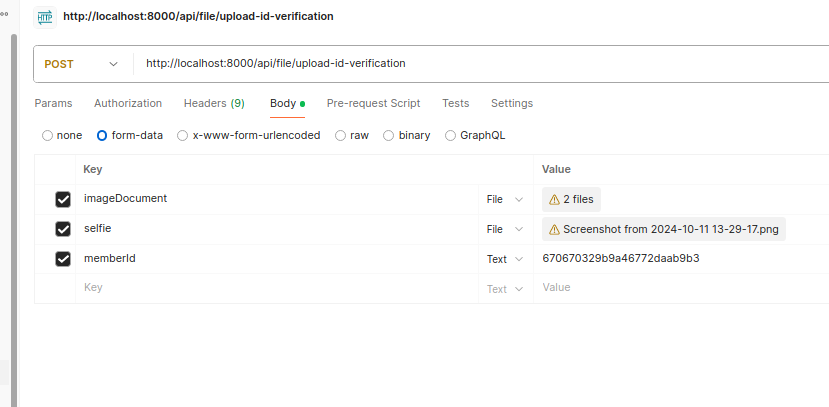 HTTP http://localhost:8000/api/file/upload-id-verification
POST http://localhost:8000/api/file/upload-id-verification
Params Authorization Headers (9) Body Pre-request Script Tests Settings
none form-data x-www-form-urlencoded raw binary GraphQL
Key Value
imageDocument File 2 files
selfie File Screenshot from 2024-10-11 13-29-17.png
memberId Text 670670329b9a46772daab9b3
Key Text Value